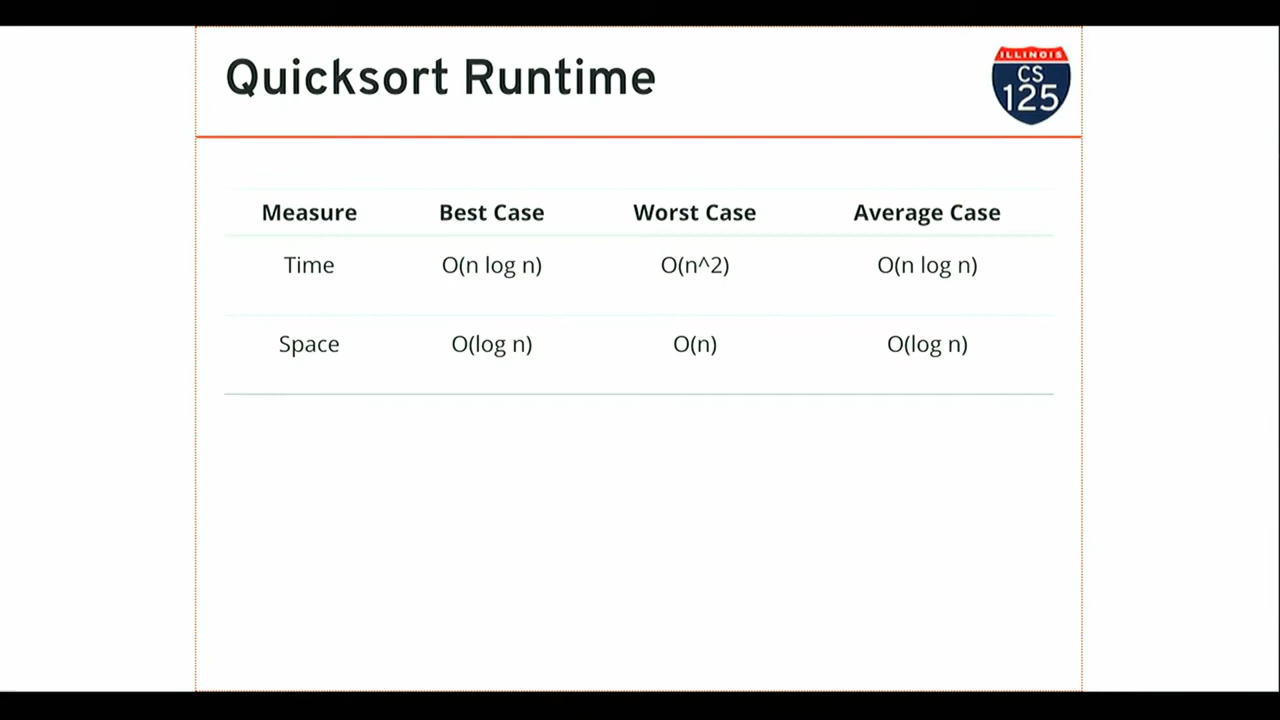 Quicksort Runtime
ILLINOIS
CS
125
Measure Best Case Worst Case Average Case
Time O(n log n) O(n^2) O(n log n)
Space O(log n) O(n) O(log n)